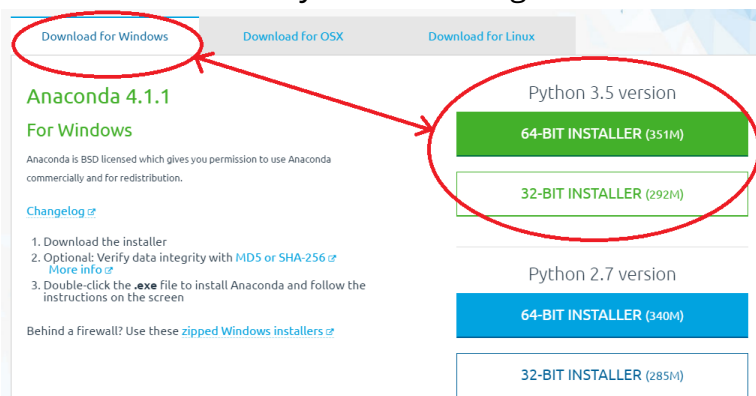 Download for Windows
Download for OSX
Download for Linux
Anaconda 4.1.1
For Windows
Anaconda is BSD licensed which gives you permission to use Anaconda
commercially and for redistribution.
Changelog
1. Download the installer
2. Optional: Verify data integrity with MD5 or SHA-256
More info
3. Double-click the .exe file to install Anaconda and follow the
instructions on the screen
Behind a firewall? Use these zipped Windows installers
Python 3.5 version
64-BIT INSTALLER (351M)
32-BIT INSTALLER (292M)
Python 2.7 version
64-BIT INSTALLER (340M)
32-BIT INSTALLER (285M)